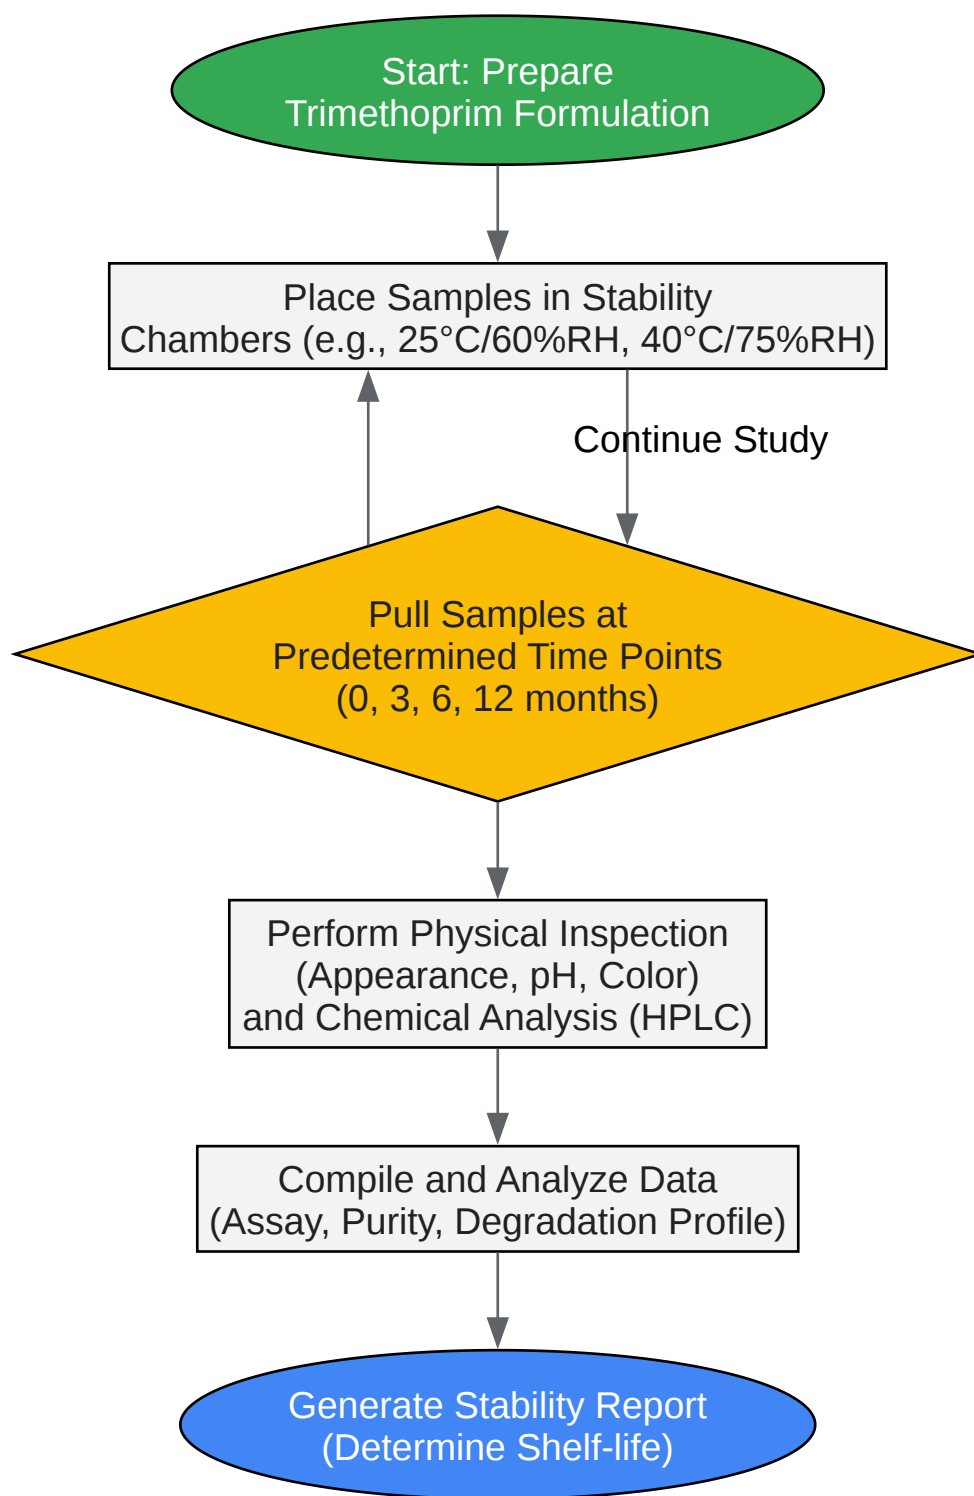 Start: Prepare
Trimethoprim Formulation
Place Samples in Stability
Chambers (e.g., 25°C/60%RH, 40°C/75%RH)
Continue Study
Pull Samples at
Predetermined Time Points
(0, 3, 6, 12 months)
Perform Physical Inspection
(Appearance, pH, Color)
and Chemical Analysis (HPLC)
Compile and Analyze Data
(Assay, Purity, Degradation Profile)
Generate Stability Report
(Determine Shelf-life)